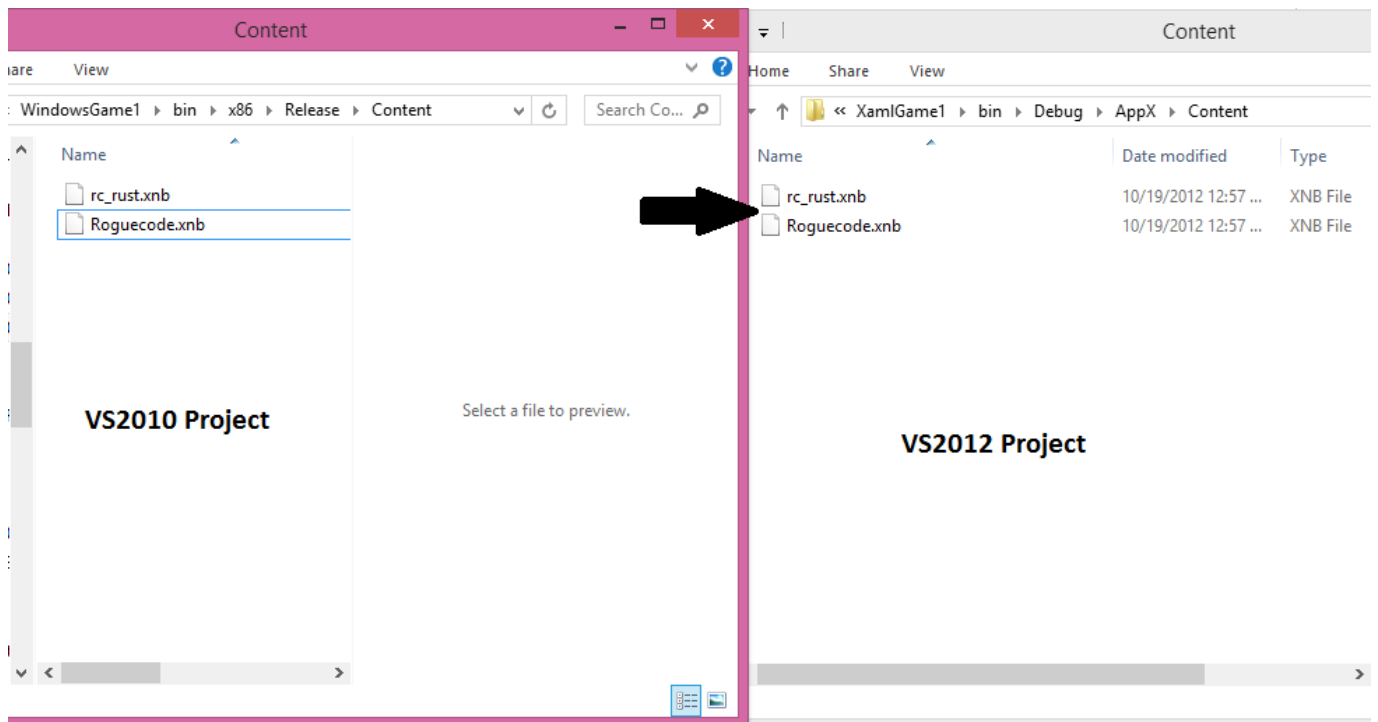 Content
View
WindowsGame1 bin x86 Release Content
Search Co...
Name
rc_rust.xnb
Roguecode.xnb
VS2010 Project
Select a file to preview.
Content
Home Share View
« XamlGame1 bin Debug AppX Content
Name Date modified Type
rc_rust.xnb 10/19/2012 12:57 ... XNB File
Roguecode.xnb 10/19/2012 12:57 ... XNB File
VS2012 Project